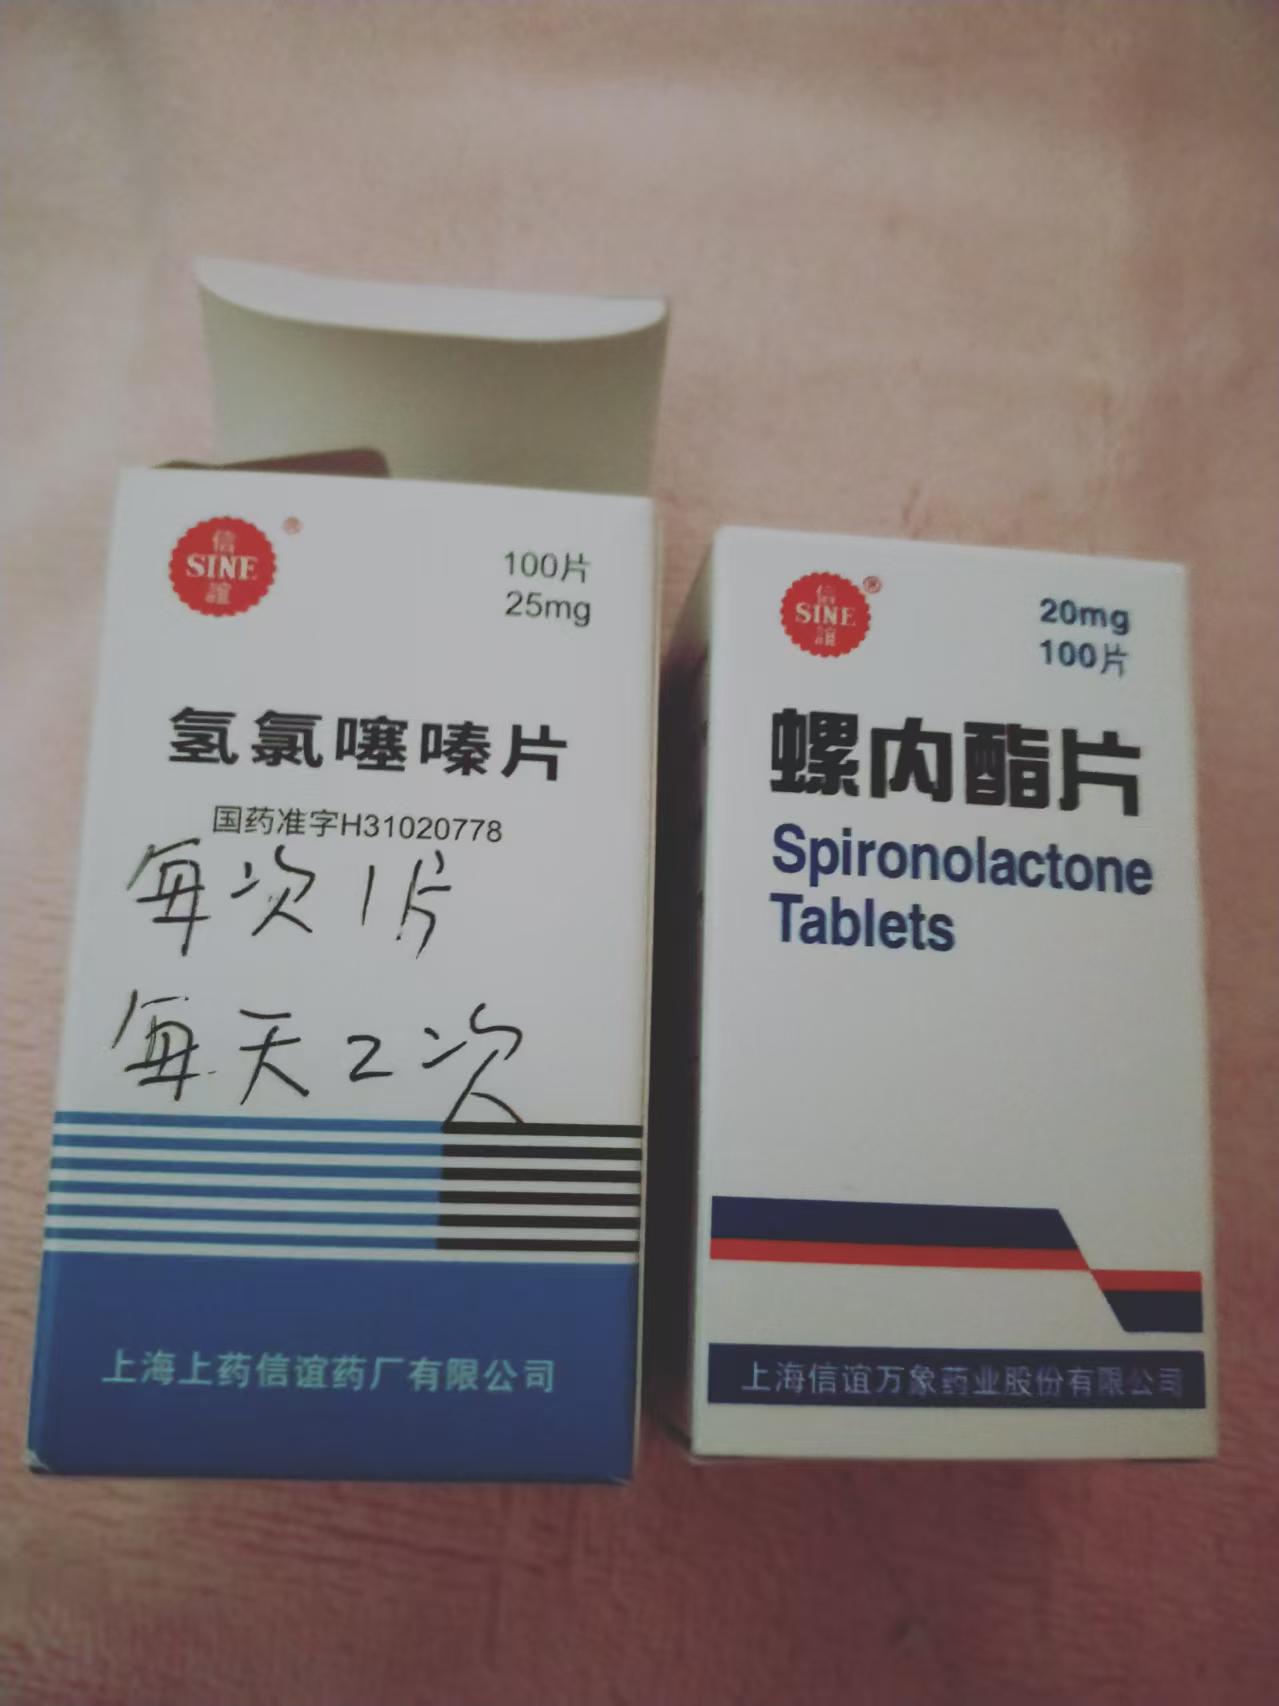 信
SINE
誼
®
100片
25mg
氢氯噻嗪片
国药准字H31020778
每次1片
每天2次
上海上药信谊药厂有限公司
信
SINE
誼
®
20mg
100片
螺内酯片
Spironolactone
Tablets
上海信谊万象药业股份有限公司